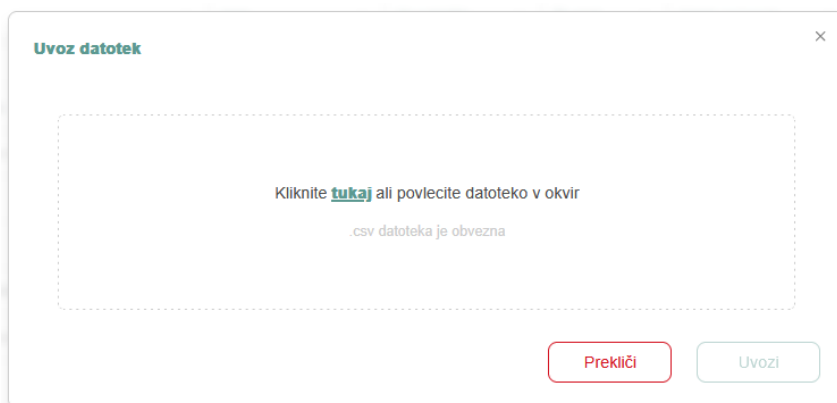 Uvoz datotek
Kliknite tukaj ali povlecite datoteko v okvir
.csv datoteka je obvezna
Prekliči
Uvozi